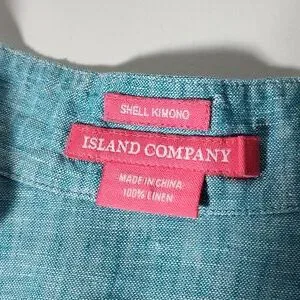 SHELL KIMONO
ISLAND COMPANY
MADE IN CHINA
100% LINEN